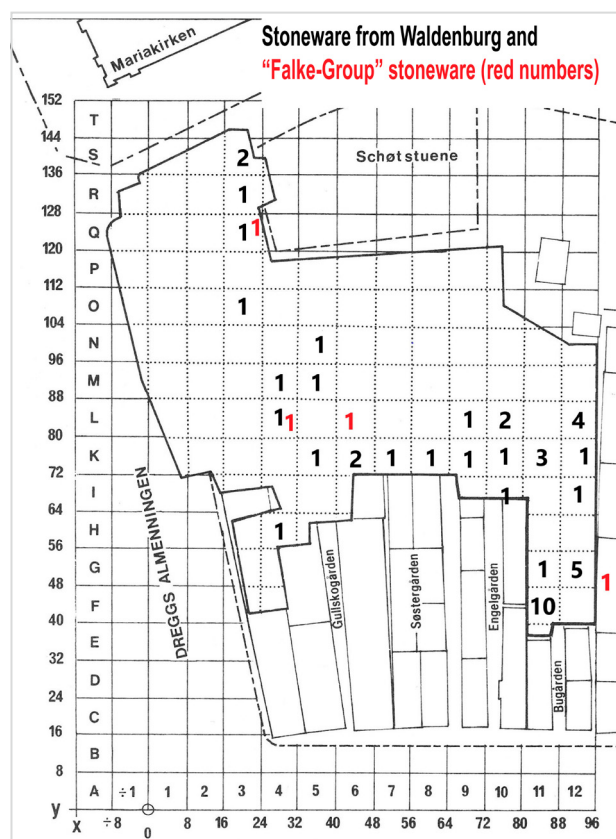 Stoneware from Waldenburg and
“Falke-Group” stoneware (red numbers)
Mariakirken
Schøtstuene
152
T
144
S 2
136
R 1
128
Q 1 1
120
P
112
O 1
104
N 1
96
M 1 1
88
L 1 1 1 1 2 4
80
K 1 2 1 1 1 1 3 1
72
I 1 1
64
H 1
56
G 1 5 1
48
F 10
40
E
32
D
24
C
16
B
8
A ÷1 1 2 3 4 5 6 7 8 9 10 11 12
y
x ÷8 0 8 16 24 32 40 48 56 64 72 80 88 96
DREGGS ALMENNINGEN
Gullskogården
Søstergården
Engelgården
Bugården